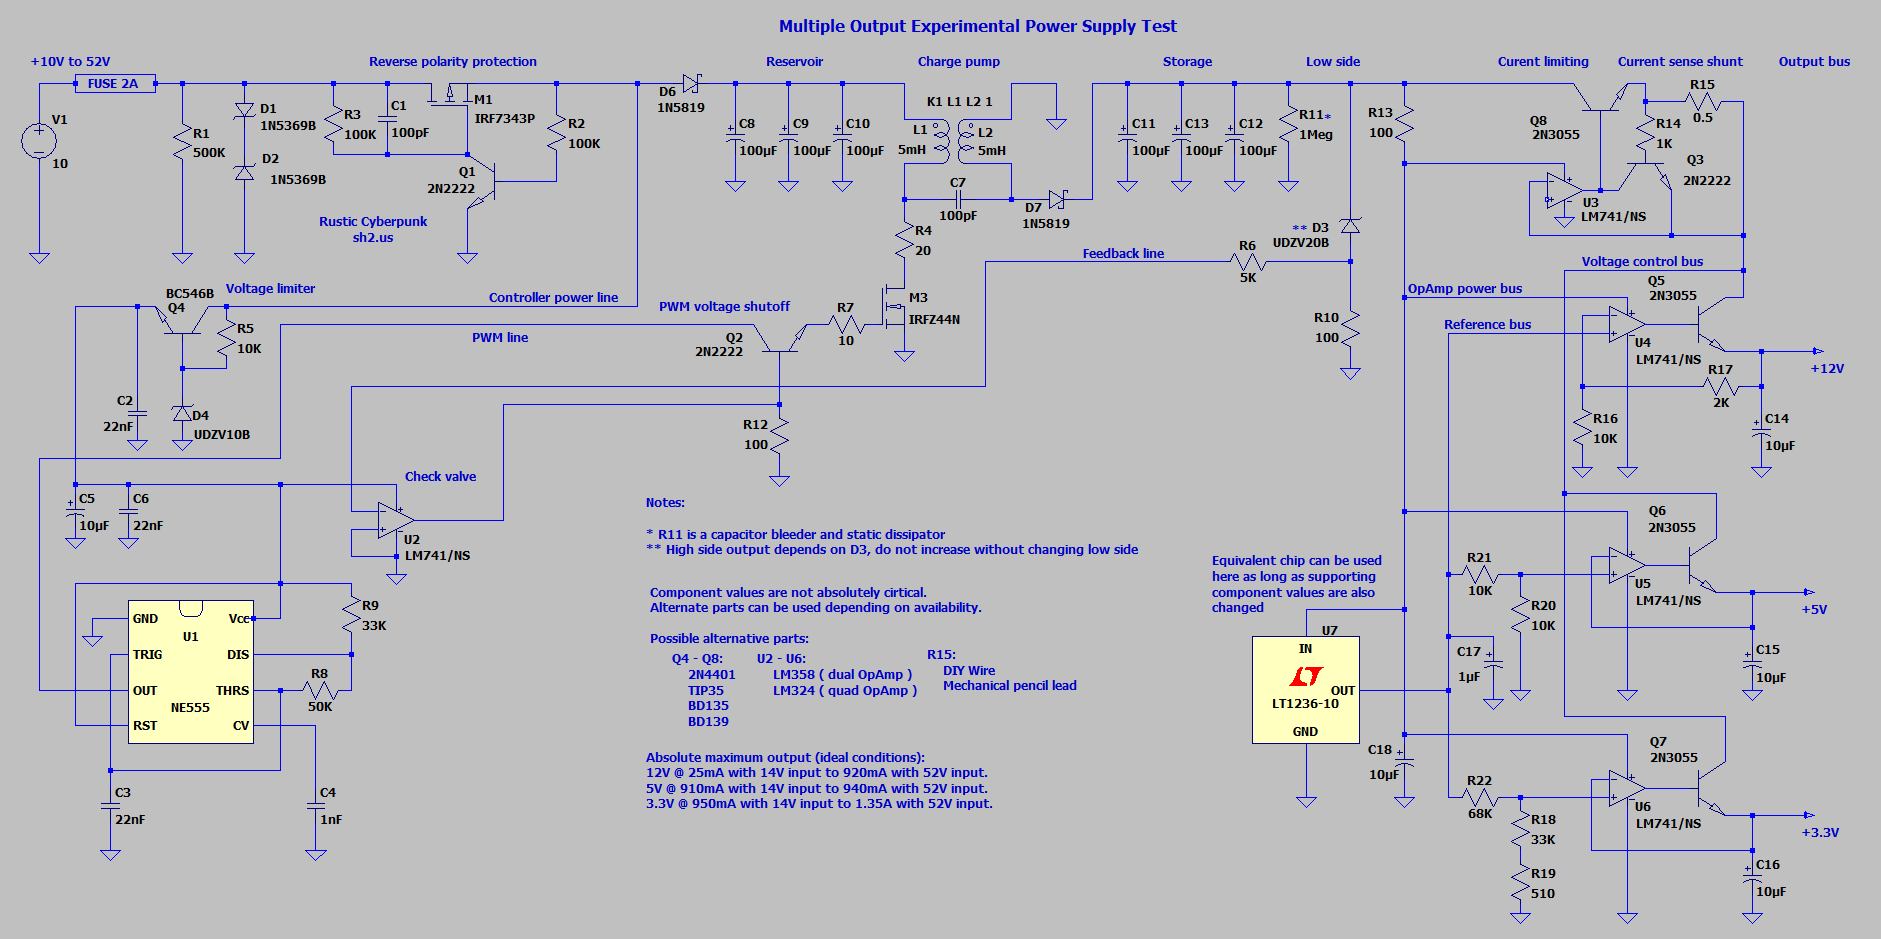 Multiple Output Experimental Power Supply Test
+10V to 52V
Reverse polarity protection
Reservoir
Charge pump
Storage
Low side
Curent limiting
Current sense shunt
Output bus
FUSE 2A
V1
10
R1
500K
D1
1N5369B
D2
1N5369B
R3
100K
C1
100pF
M1
IRF7343P
R2
100K
Q1
2N2222
Rustic Cyberpunk
sh2.us
D6
1N5819
C8
100µF
C9
100µF
C10
100µF
K1 L1 L2 1
L1
5mH
L2
5mH
C7
100pF
D7
1N5819
R4
20
C11
100µF
C13
100µF
C12
100µF
R11*
1Meg
R13
100
** D3
UDZV20B
Feedback line
R6
5K
R10
100
Q8
2N3055
R15
0.5
R14
1K
Q3
2N2222
U3
LM741/NS
Voltage control bus
BC546B
Q4
Voltage limiter
R5
10K
Controller power line
PWM line
PWM voltage shutoff
Q2
2N2222
R7
10
M3
IRFZ44N
C2
22nF
D4
UDZV10B
R12
100
OpAmp power bus
Reference bus
Q5
2N3055
U4
LM741/NS
+12V
R17
2K
R16
10K
C14
10µF
Check valve
C5
10µF
C6
22nF
U2
LM741/NS
Notes:
* R11 is a capacitor bleeder and static dissipator
** High side output depends on D3, do not increase without changing low side
Component values are not absolutely cirtical.
Alternate parts can be used depending on availability.
Possible alternative parts:
Q4 - Q8:
2N4401
TIP35
BD135
BD139
U2 - U6:
LM358 ( dual OpAmp )
LM324 ( quad OpAmp )
R15:
DIY Wire
Mechanical pencil lead
Absolute maximum output (ideal conditions):
12V @ 25mA with 14V input to 920mA with 52V input.
5V @ 910mA with 14V input to 940mA with 52V input.
3.3V @ 950mA with 14V input to 1.35A with 52V input.
GND
Vcc
U1
TRIG
DIS
OUT
THRS
NE555
RST
CV
R9
33K
R8
50K
C3
22nF
C4
1nF
Equivalent chip can be used
here as long as supporting
component values are also
changed
U7
IN
OUT
LT1236-10
GND
C18
10µF
C17
1µF
R21
10K
R20
10K
Q6
2N3055
U5
LM741/NS
+5V
C15
10µF
R22
68K
R18
33K
R19
510
Q7
2N3055
U6
LM741/NS
+3.3V
C16
10µF